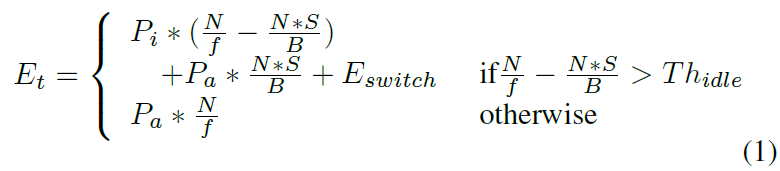 P_i ∗ (N/f − N∗S/B)
E_t = { +P_a ∗ N∗S/B + E_switch if N/f − N∗S/B > Th_idle
P_a ∗ N/f otherwise
(1)